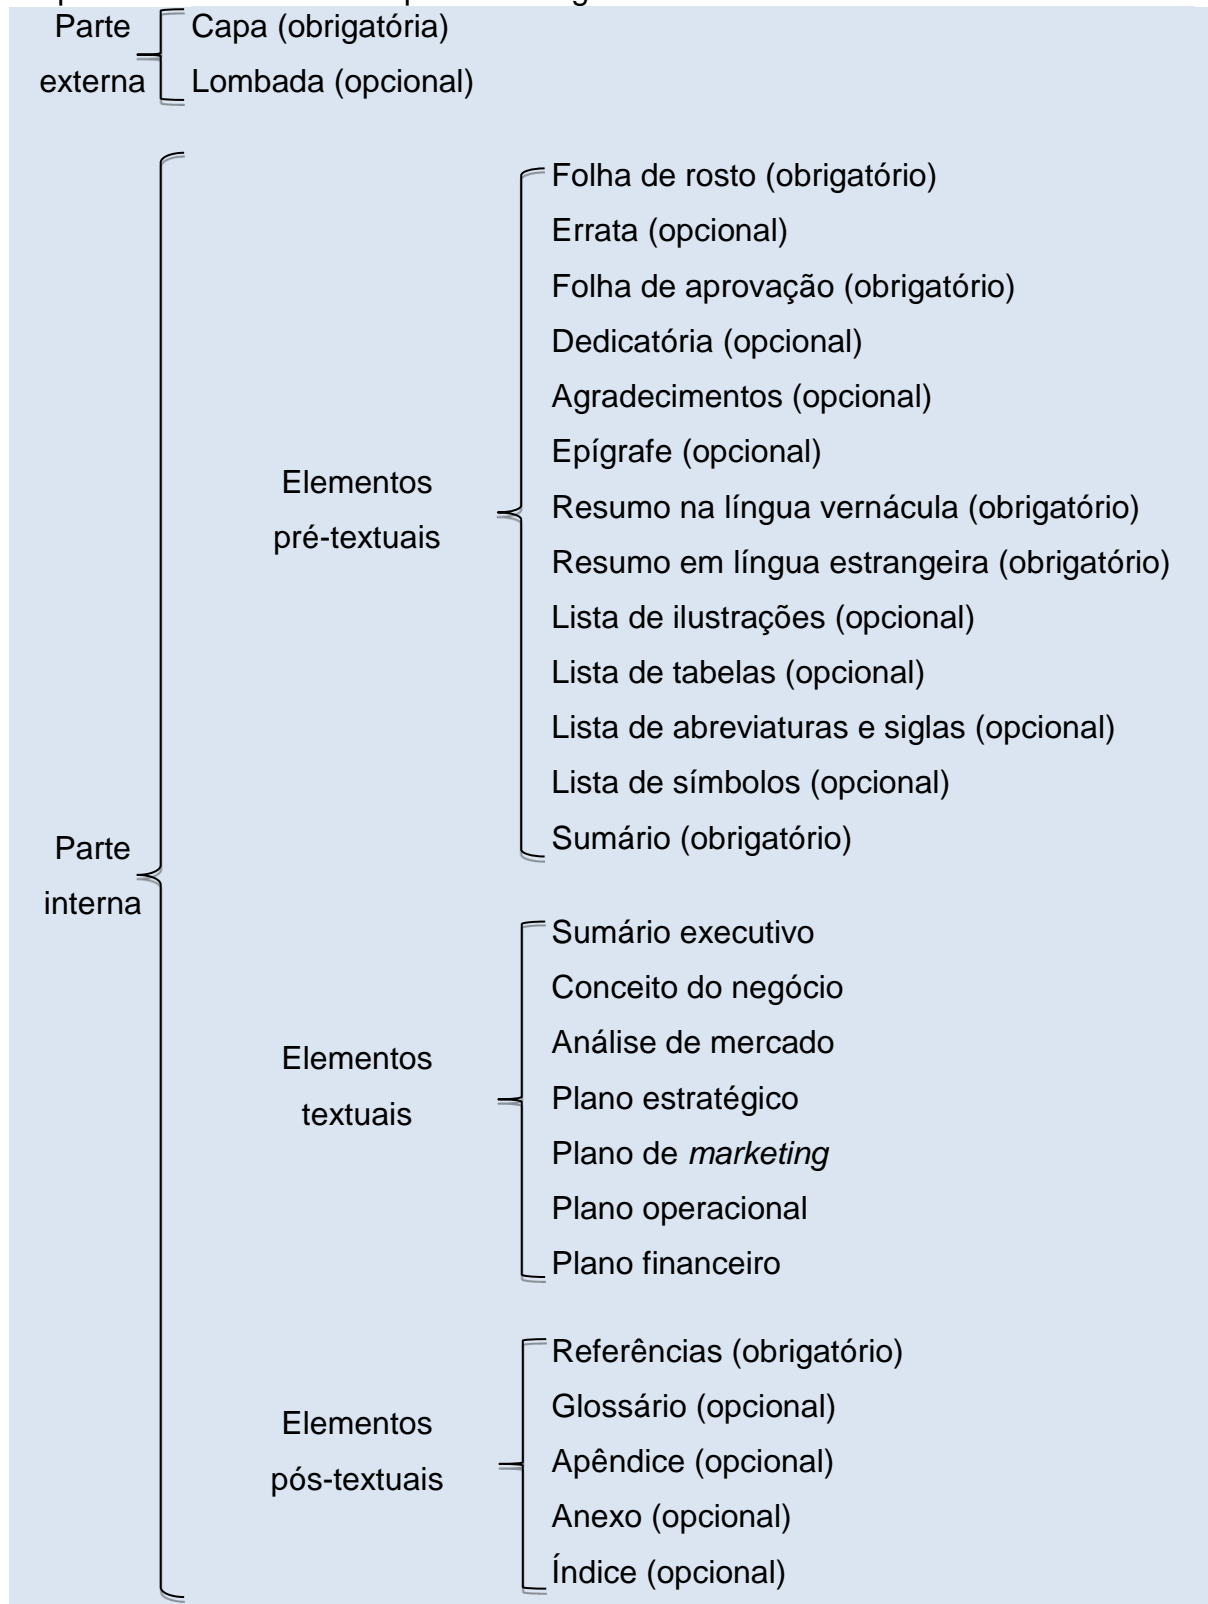 Parte
externa
Capa (obrigatória)
Lombada (opcional)
Parte
interna
Elementos
pré-textuais
Folha de rosto (obrigatório)
Errata (opcional)
Folha de aprovação (obrigatório)
Dedicatória (opcional)
Agradecimentos (opcional)
Epígrafe (opcional)
Resumo na língua vernácula (obrigatório)
Resumo em língua estrangeira (obrigatório)
Lista de ilustrações (opcional)
Lista de tabelas (opcional)
Lista de abreviaturas e siglas (opcional)
Lista de símbolos (opcional)
Sumário (obrigatório)
Elementos
textuais
Sumário executivo
Conceito do negócio
Análise de mercado
Plano estratégico
Plano de marketing
Plano operacional
Plano financeiro
Elementos
pós-textuais
Referências (obrigatório)
Glossário (opcional)
Apêndice (opcional)
Anexo (opcional)
Índice (opcional)